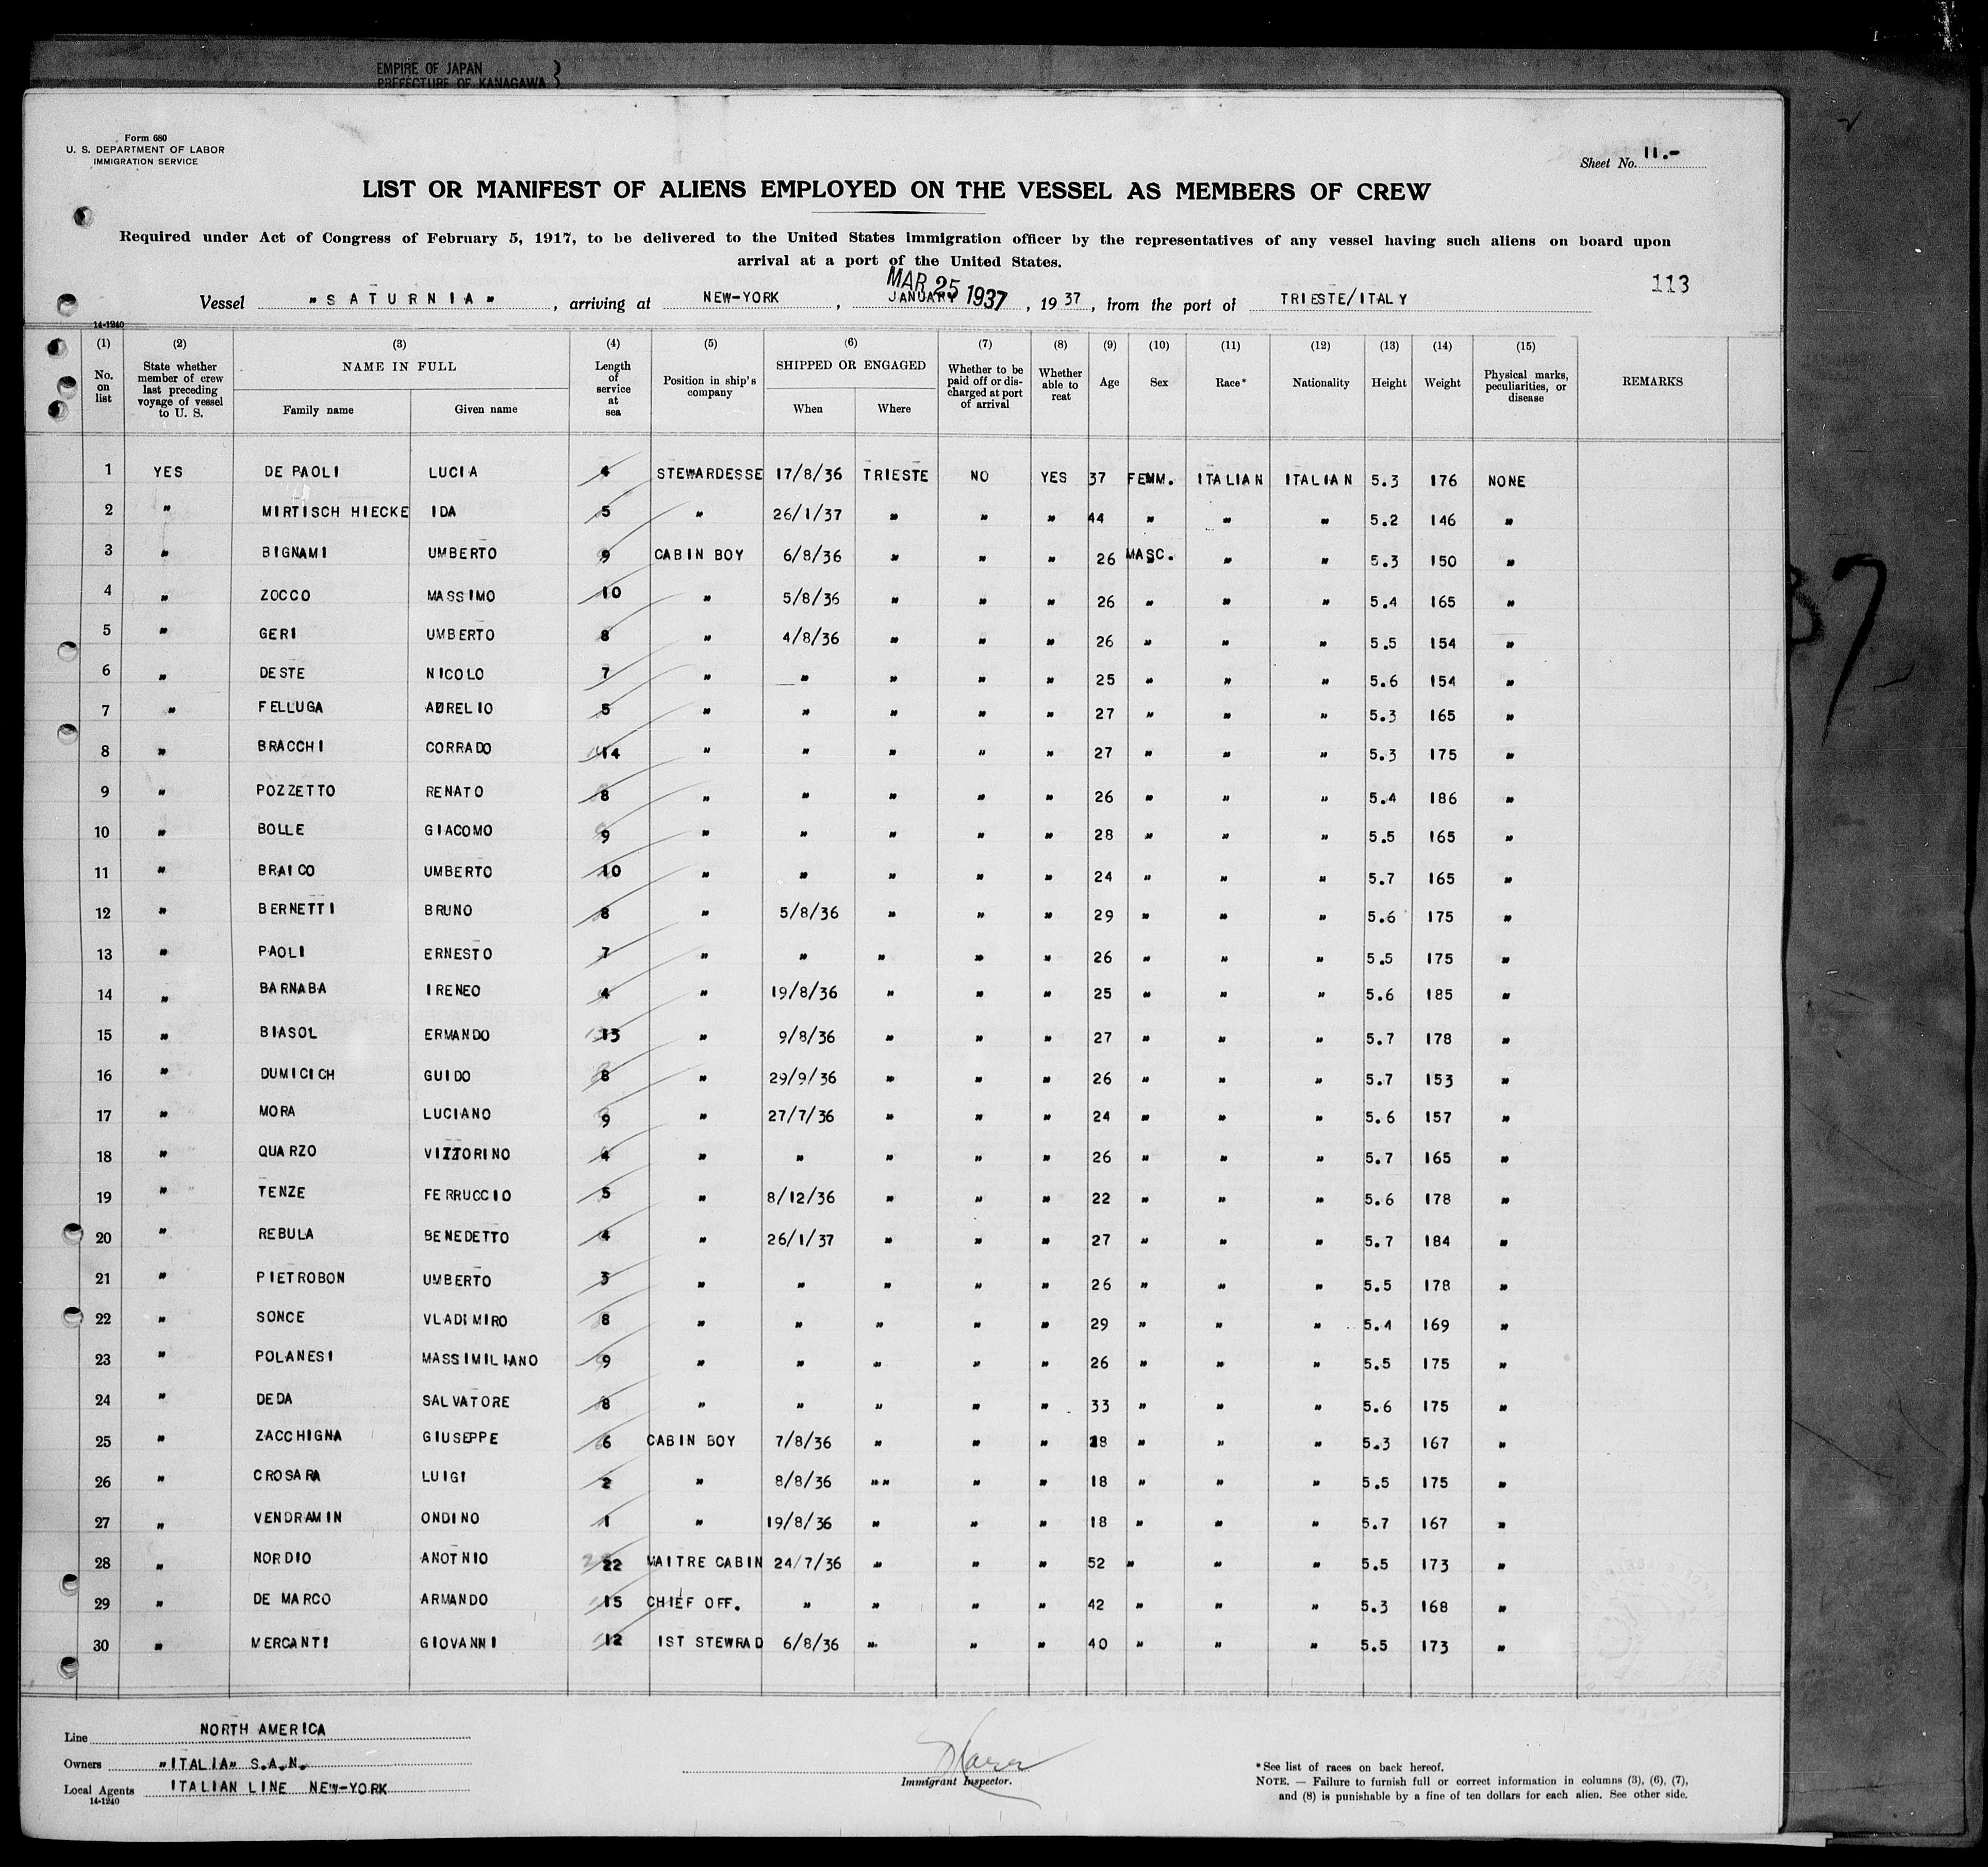 EMPIRE OF JAPAN
PREFECTURE OF KANAGAWA
Form 680
U. S. DEPARTMENT OF LABOR
IMMIGRATION SERVICE
Sheet No. 11.-
LIST OR MANIFEST OF ALIENS EMPLOYED ON THE VESSEL AS MEMBERS OF CREW
Required under Act of Congress of February 5, 1917, to be delivered to the United States immigration officer by the representatives of any vessel having such aliens on board upon
arrival at a port of the United States.
MAR 25 1937
113
Vessel "SATURNIA", arriving at NEW-YORK, JANUARY, 1937, from the port of TRIESTE/ITALY
14-1240
(1) (2) (3) (4) (5) (6) (7) (8) (9) (10) (11) (12) (13) (14) (15)
No. on list State whether member of crew last preceding voyage of vessel to U. S. NAME IN FULL Family name Given name Length of service at sea Position in ship's company SHIPPED OR ENGAGED When Where Whether to be paid off or discharged at port of arrival Whether able to reat Age Sex Race* Nationality Height Weight Physical marks, peculiarities, or disease REMARKS
1 YES DE PAOLI LUCIA 4 STEWARDESSE 17/8/36 TRIESTE NO YES 37 FEMM. ITALIAN ITALIAN 5.3 176 NONE
2 " MIRTISCH HIECKE IDA 5 " 26/1/37 " " " 44 " " " 5.2 146 "
3 " BIGNAMI UMBERTO 9 CABIN BOY 6/8/36 " " " 26 MASC. " " 5.3 150 "
4 " ZOCCO MASSIMO 10 " 5/8/36 " " " 26 " " " 5.4 165 "
5 " GERI UMBERTO 8 " 4/8/36 " " " 26 " " " 5.5 154 "
6 " DESTE NICOLO 7 " " " " " 25 " " " 5.6 154 "
7 " FELLUGA AURELIO 5 " " " " " 27 " " " 5.3 165 "
8 " BRACCHI CORRADO 14 " " " " " 27 " " " 5.3 175 "
9 " POZZETTO RENATO 8 " " " " " 26 " " " 5.4 186 "
10 " BOLLE GIACOMO 9 " " " " " 28 " " " 5.5 165 "
11 " BRAICO UMBERTO 10 " " " " " 24 " " " 5.7 165 "
12 " BERNETTI BRUNO 8 " 5/8/36 " " " 29 " " " 5.6 175 "
13 " PAOLI ERNESTO 7 " " " " " 26 " " " 5.5 175 "
14 " BARNABA IRENEO 4 " 19/8/36 " " " 25 " " " 5.6 185 "
15 " BIASOL ERMANDO 13 " 9/8/36 " " " 27 " " " 5.7 178 "
16 " DUMICICH GUIDO 8 " 29/9/36 " " " 26 " " " 5.7 153 "
17 " MORA LUCIANO 9 " 27/7/36 " " " 24 " " " 5.6 157 "
18 " QUARZO VITTORINO 4 " " " " " 26 " " " 5.7 165 "
19 " TENZE FERRUCCIO 5 " 8/12/36 " " " 22 " " " 5.6 178 "
20 " REBULA BENEDETTO 4 " 26/1/37 " " " 27 " " " 5.7 184 "
21 " PIETROBON UMBERTO 3 " " " " " 26 " " " 5.5 178 "
22 " SONCE VLADIMIRO 8 " " " " " 29 " " " 5.4 169 "
23 " POLANESI MASSIMILIANO 9 " " " " " 26 " " " 5.5 175 "
24 " DEDA SALVATORE 8 " " " " " 33 " " " 5.6 175 "
25 " ZACCHIGNA GIUSEPPE 6 CABIN BOY 7/8/36 " " " 28 " " " 5.3 167 "
26 " CROSARA LUIGI 2 " 8/8/36 "" " " 18 " " " 5.5 175 "
27 " VENDRAMIN ONDINO 1 " 19/8/36 " " " 18 " " " 5.7 167 "
28 " NORDIO ANOTNIO 22 MAITRE CABIN 24/7/36 " " " 52 " " " 5.5 173 "
29 " DE MARCO ARMANDO 15 CHIEF OFF. " " " " 42 " " " 5.3 168 "
30 " MERCANTI GIOVANNI 12 IST STEWRAD 6/8/36 " " " 40 " " " 5.5 173 "
Line NORTH AMERICA
Owners "ITALIA" S.A.N.
Local Agents ITALIAN LINE NEW-YORK
14-1240
Immigrant Inspector.
*See list of races on back hereof.
NOTE. — Failure to furnish full or correct information in columns (3), (6), (7),
and (8) is punishable by a fine of ten dollars for each alien. See other side.